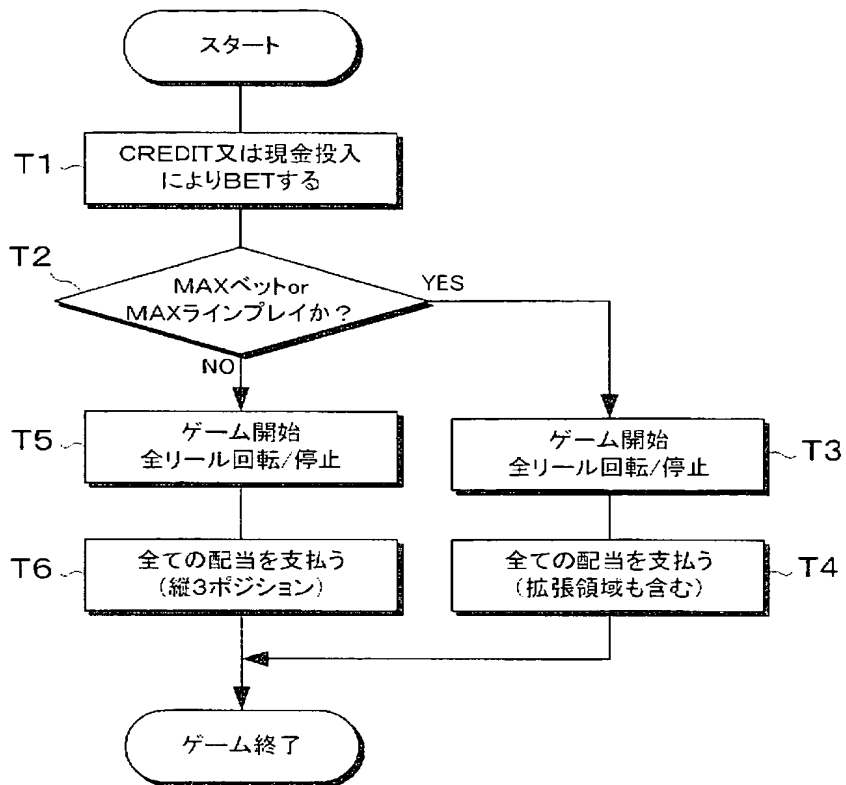 スタート
T1
CREDIT又は現金投入
によりBETする
T2
MAXベットor
MAXラインプレイか？
YES
NO
T5
ゲーム開始
全リール回転/停止
ゲーム開始
全リール回転/停止
T3
T6
全ての配当を支払う
(縦3ポジション)
全ての配当を支払う
(拡張領域も含む)
T4
ゲーム終了